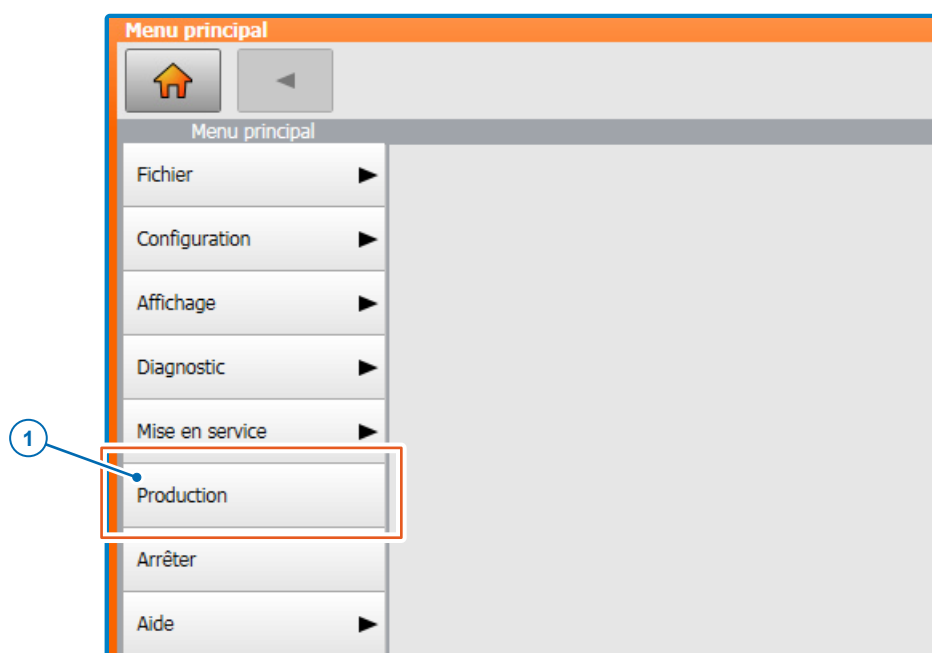 Menu principal
Menu principal
Fichier
Configuration
Affichage
Diagnostic
Mise en service
1
Production
Arrêter
Aide